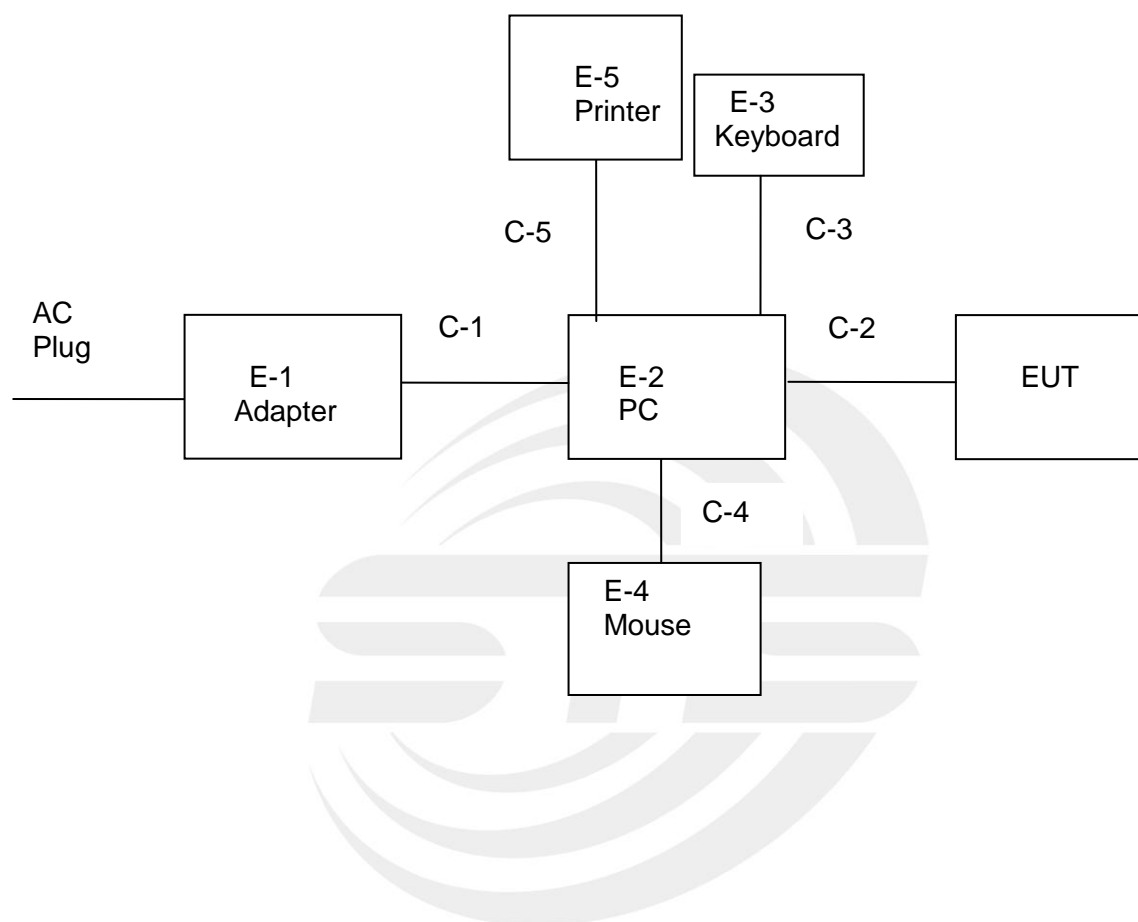 E-5
Printer
E-3
Keyboard
C-5
C-3
AC
Plug
C-1
C-2
E-1
Adapter
E-2
PC
EUT
C-4
E-4
Mouse